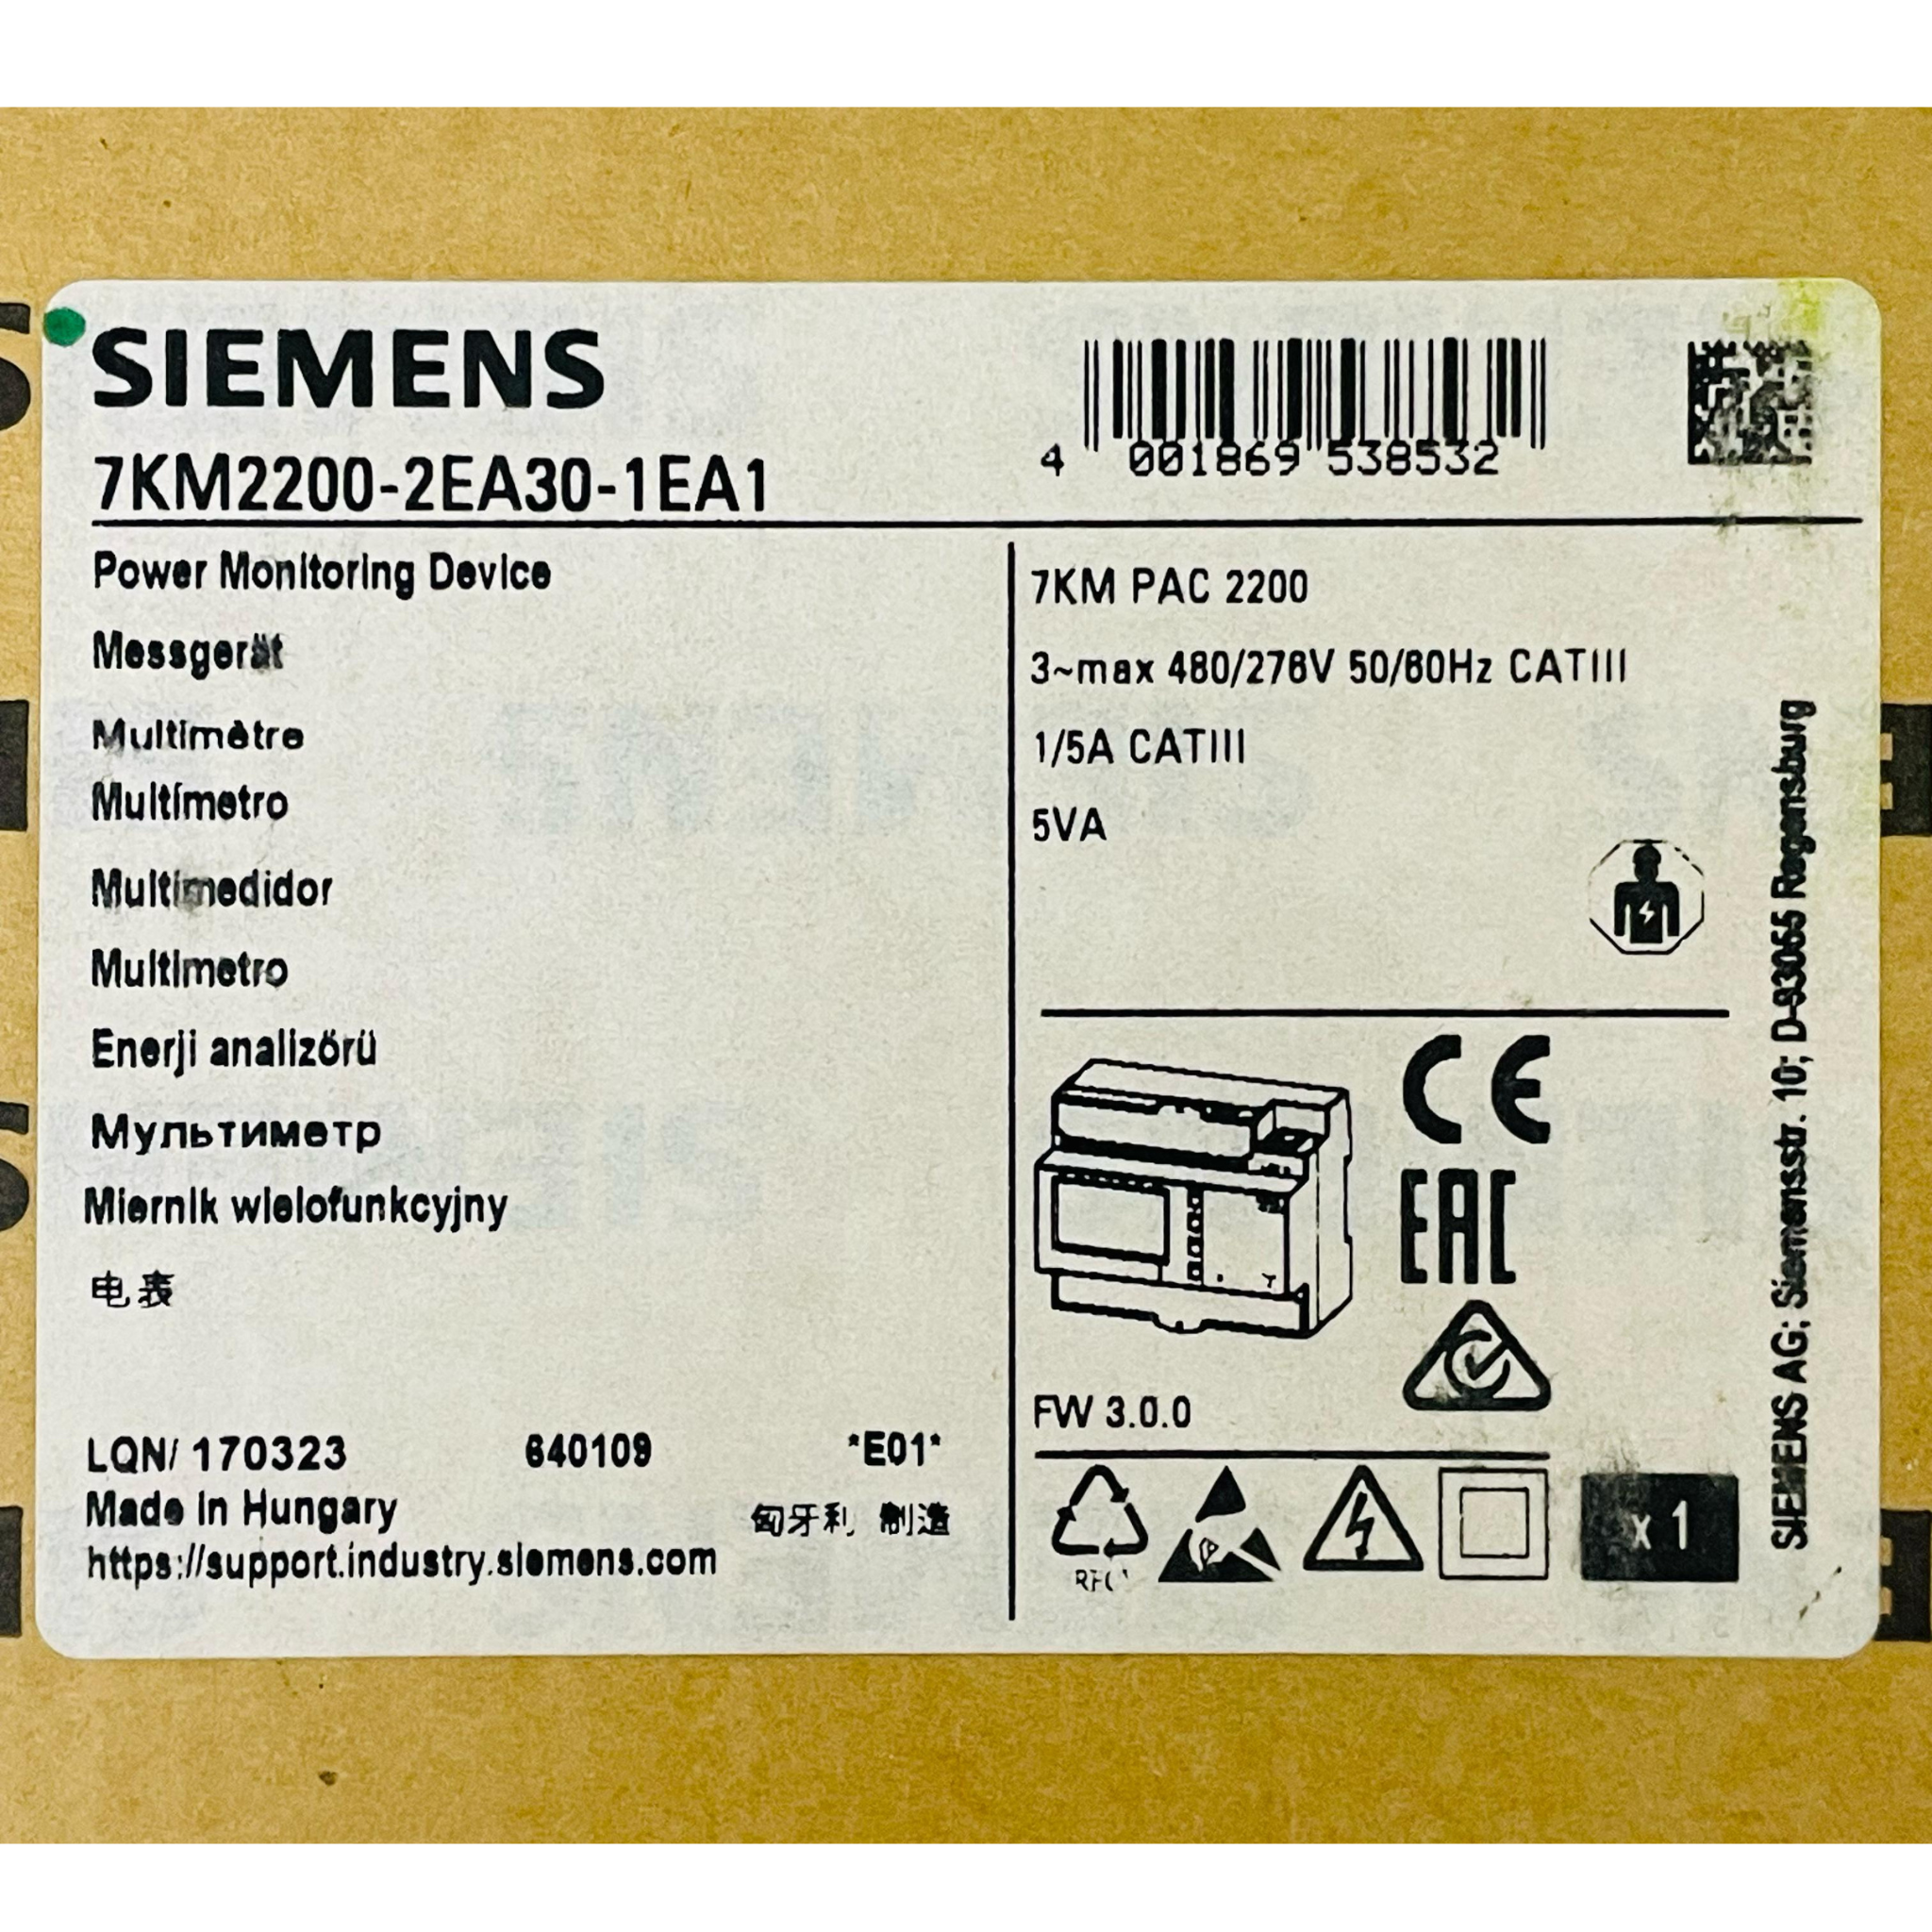 SIEMENS
7KM2200-2EA30-1EA1
4 001869 538532
Power Monitoring Device
Messgerät
Multimètre
Multímetro
Multimedidor
Multimetro
Enerji analizörü
Мультиметр
Miernik wielofunkcyjny
电表
LQN/ 170323 640109 *E01*
Made in Hungary 匈牙利 制造
https://support.industry.siemens.com
7KM PAC 2200
3~max 480/276V 50/60Hz CATIII
1/5A CATIII
5VA
CE
EAC
FW 3.0.0
x 1
SIEMENS AG; Siemensstr. 10; D-93055 Regensburg